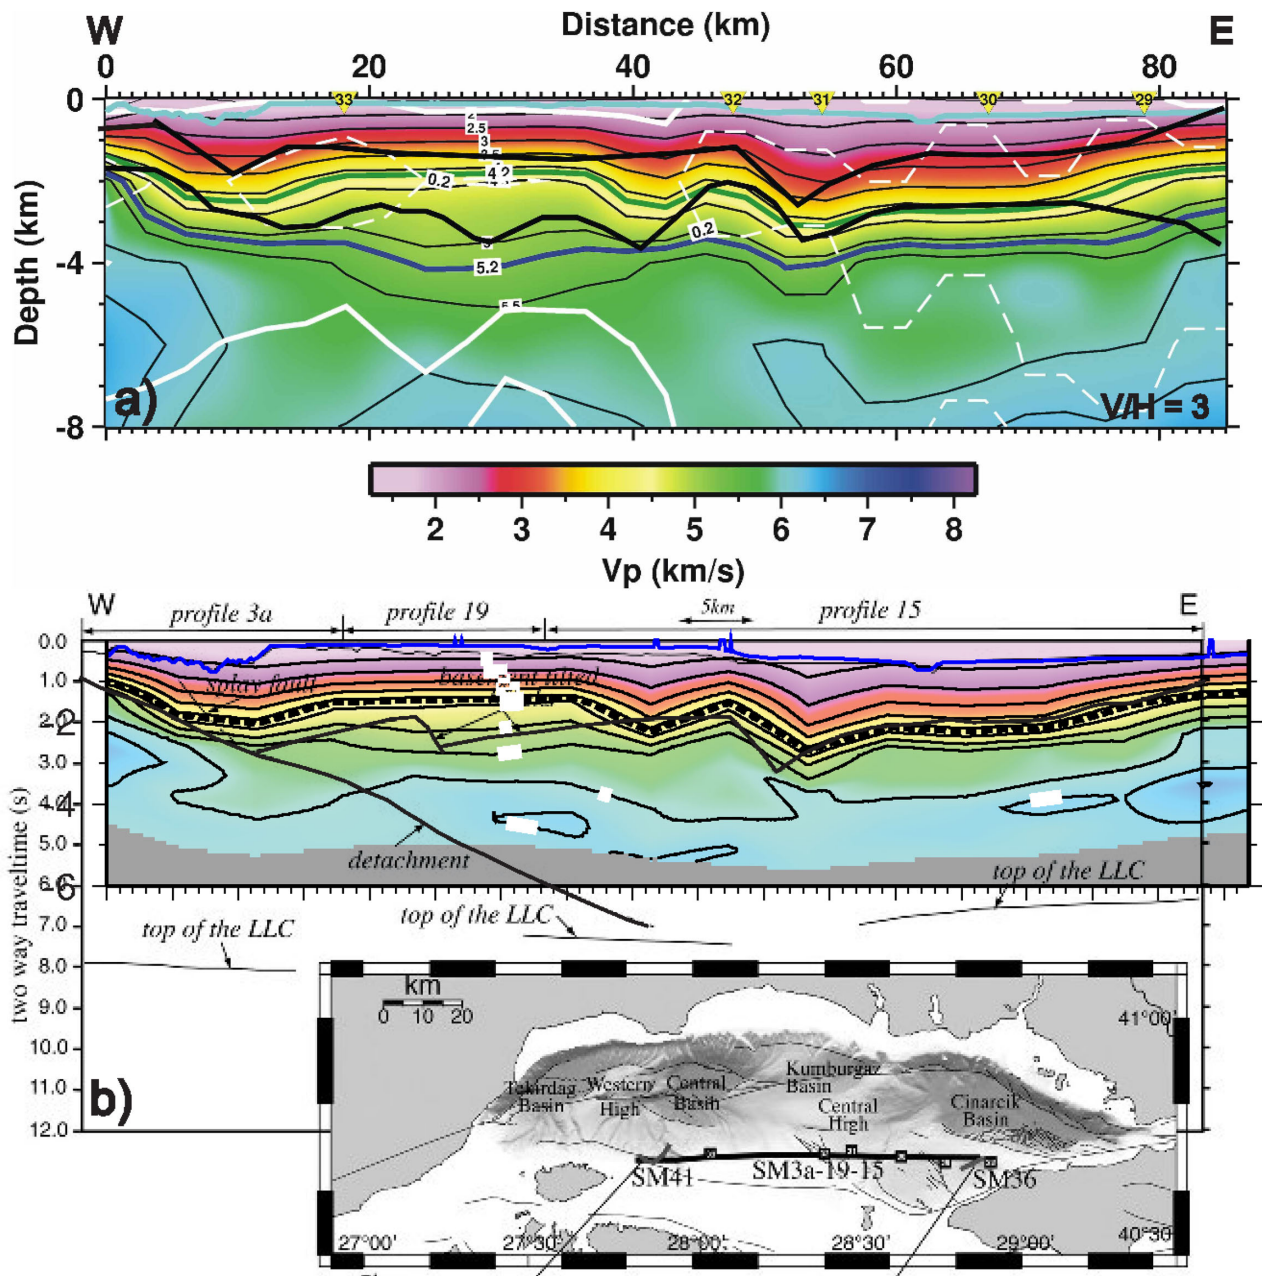 Distance (km)
W
E
0 20 40 60 80
0
33 32 31 30 29
2.5
3
4.2
0.2
0.2
5.2
5.5
-4
-8
Depth (km)
a)
V/H = 3
2 3 4 5 6 7 8
Vp (km/s)
W
E
profile 3a
profile 19
5km
profile 15
0.0
1.0
2.0
3.0
4.0
5.0
6.0
7.0
8.0
9.0
10.0
11.0
12.0
two way traveltime (s)
solav fault
basement tilted
detachment
top of the LLC
top of the LLC
top of the LLC
b)
km
0 10 20
41°00'
Tekirdag
Basin
Western
High
Central
Basin
Kumburgaz
Basin
Central
High
Cinarcik
Basin
SM41
SM3a-19-15
SM36
27°00'
27°30'
28°00'
28°30'
29°00'
40°30'